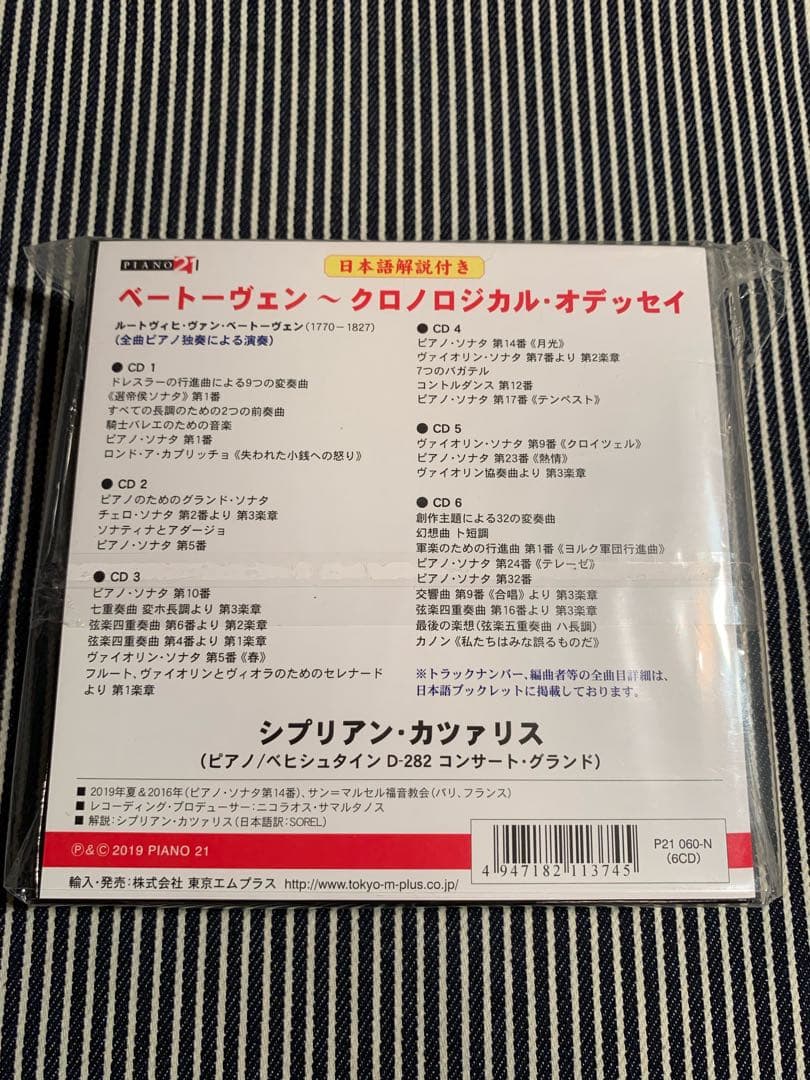 PIANO 21
日本語解説付き
ベートーヴェン ～ クロノロジカル・オデッセイ
ルートヴィヒ・ヴァン・ベートーヴェン(1770－1827)
(全曲ピアノ独奏による演奏)
● CD 1
ドレスラーの行進曲による9つの変奏曲
《選帝侯ソナタ》第1番
すべての長調のための2つの前奏曲
騎士バレエのための音楽
ピアノ・ソナタ 第1番
ロンド・ア・カプリッチョ《失われた小銭への怒り》
● CD 2
ピアノのためのグランド・ソナタ
チェロ・ソナタ 第2番より 第3楽章
ソナティナとアダージョ
ピアノ・ソナタ 第5番
● CD 3
ピアノ・ソナタ 第10番
七重奏曲 変ホ長調より 第3楽章
弦楽四重奏曲 第6番より 第2楽章
弦楽四重奏曲 第4番より 第1楽章
ヴァイオリン・ソナタ 第5番《春》
フルート、ヴァイオリンとヴィオラのためのセレナード
より 第1楽章
● CD 4
ピアノ・ソナタ 第14番《月光》
ヴァイオリン・ソナタ 第7番より 第2楽章
7つのバガテル
コントルダンス 第12番
ピアノ・ソナタ 第17番《テンペスト》
● CD 5
ヴァイオリン・ソナタ 第9番《クロイツェル》
ピアノ・ソナタ 第23番《熱情》
ヴァイオリン協奏曲より 第3楽章
● CD 6
創作主題による32の変奏曲
幻想曲 ト短調
軍楽のための行進曲 第1番《ヨルク軍団行進曲》
ピアノ・ソナタ 第24番《テレーゼ》
ピアノ・ソナタ 第32番
交響曲 第9番《合唱》より 第3楽章
弦楽四重奏曲 第16番より 第3楽章
最後の楽想(弦楽五重奏曲 ハ長調)
カノン《私たちはみな誤るものだ》
※トラックナンバー、編曲者等の全曲目詳細は、
日本語ブックレットに掲載しております。
シプリアン・カツァリス
(ピアノ/ベヒシュタイン D-282 コンサート・グランド)
■ 2019年夏＆2016年(ピアノ・ソナタ第14番)、サン＝マルセル福音教会(パリ、フランス)
■ レコーディング・プロデューサー：ニコラオス・サマルタノス
■ 解説：シプリアン・カツァリス(日本語訳：SOREL)
Ⓟ&Ⓒ 2019 PIANO 21
4 947182 113745
P21 060-N
(6CD)
輸入・発売：株式会社 東京エムプラス http://www.tokyo-m-plus.co.jp/